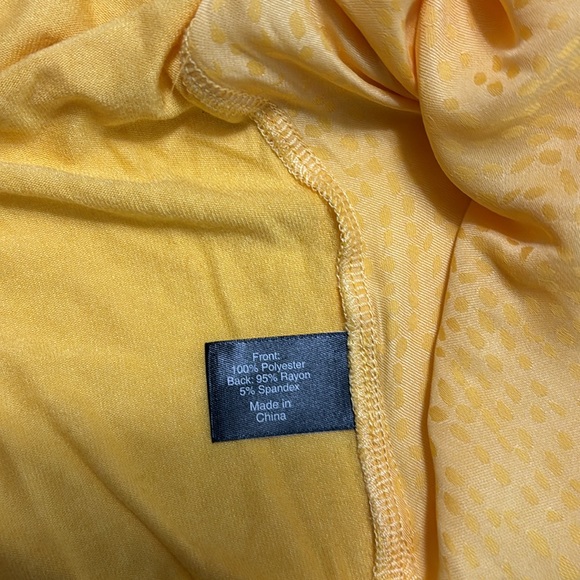 Front:
100% Polyester
Back: 95% Rayon
5% Spandex
Made in
China